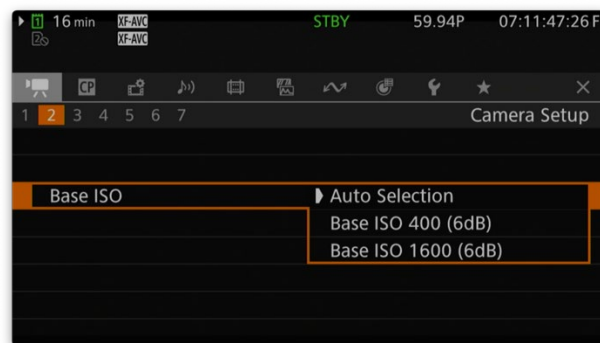 1 16 min XF-AVC STBY 59.94P 07:11:47:26 F
2 XF-AVC
CP
1 2 3 4 5 6 7 Camera Setup
Base ISO Auto Selection
Base ISO 400 (6dB)
Base ISO 1600 (6dB)